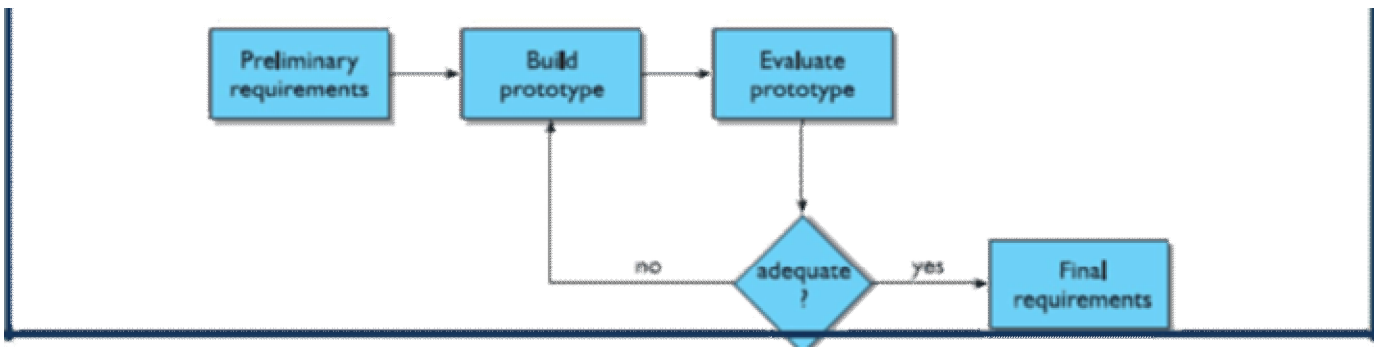 Preliminary
requirements
Build
prototype
Evaluate
prototype
no
adequate
?
yes
Final
requirements